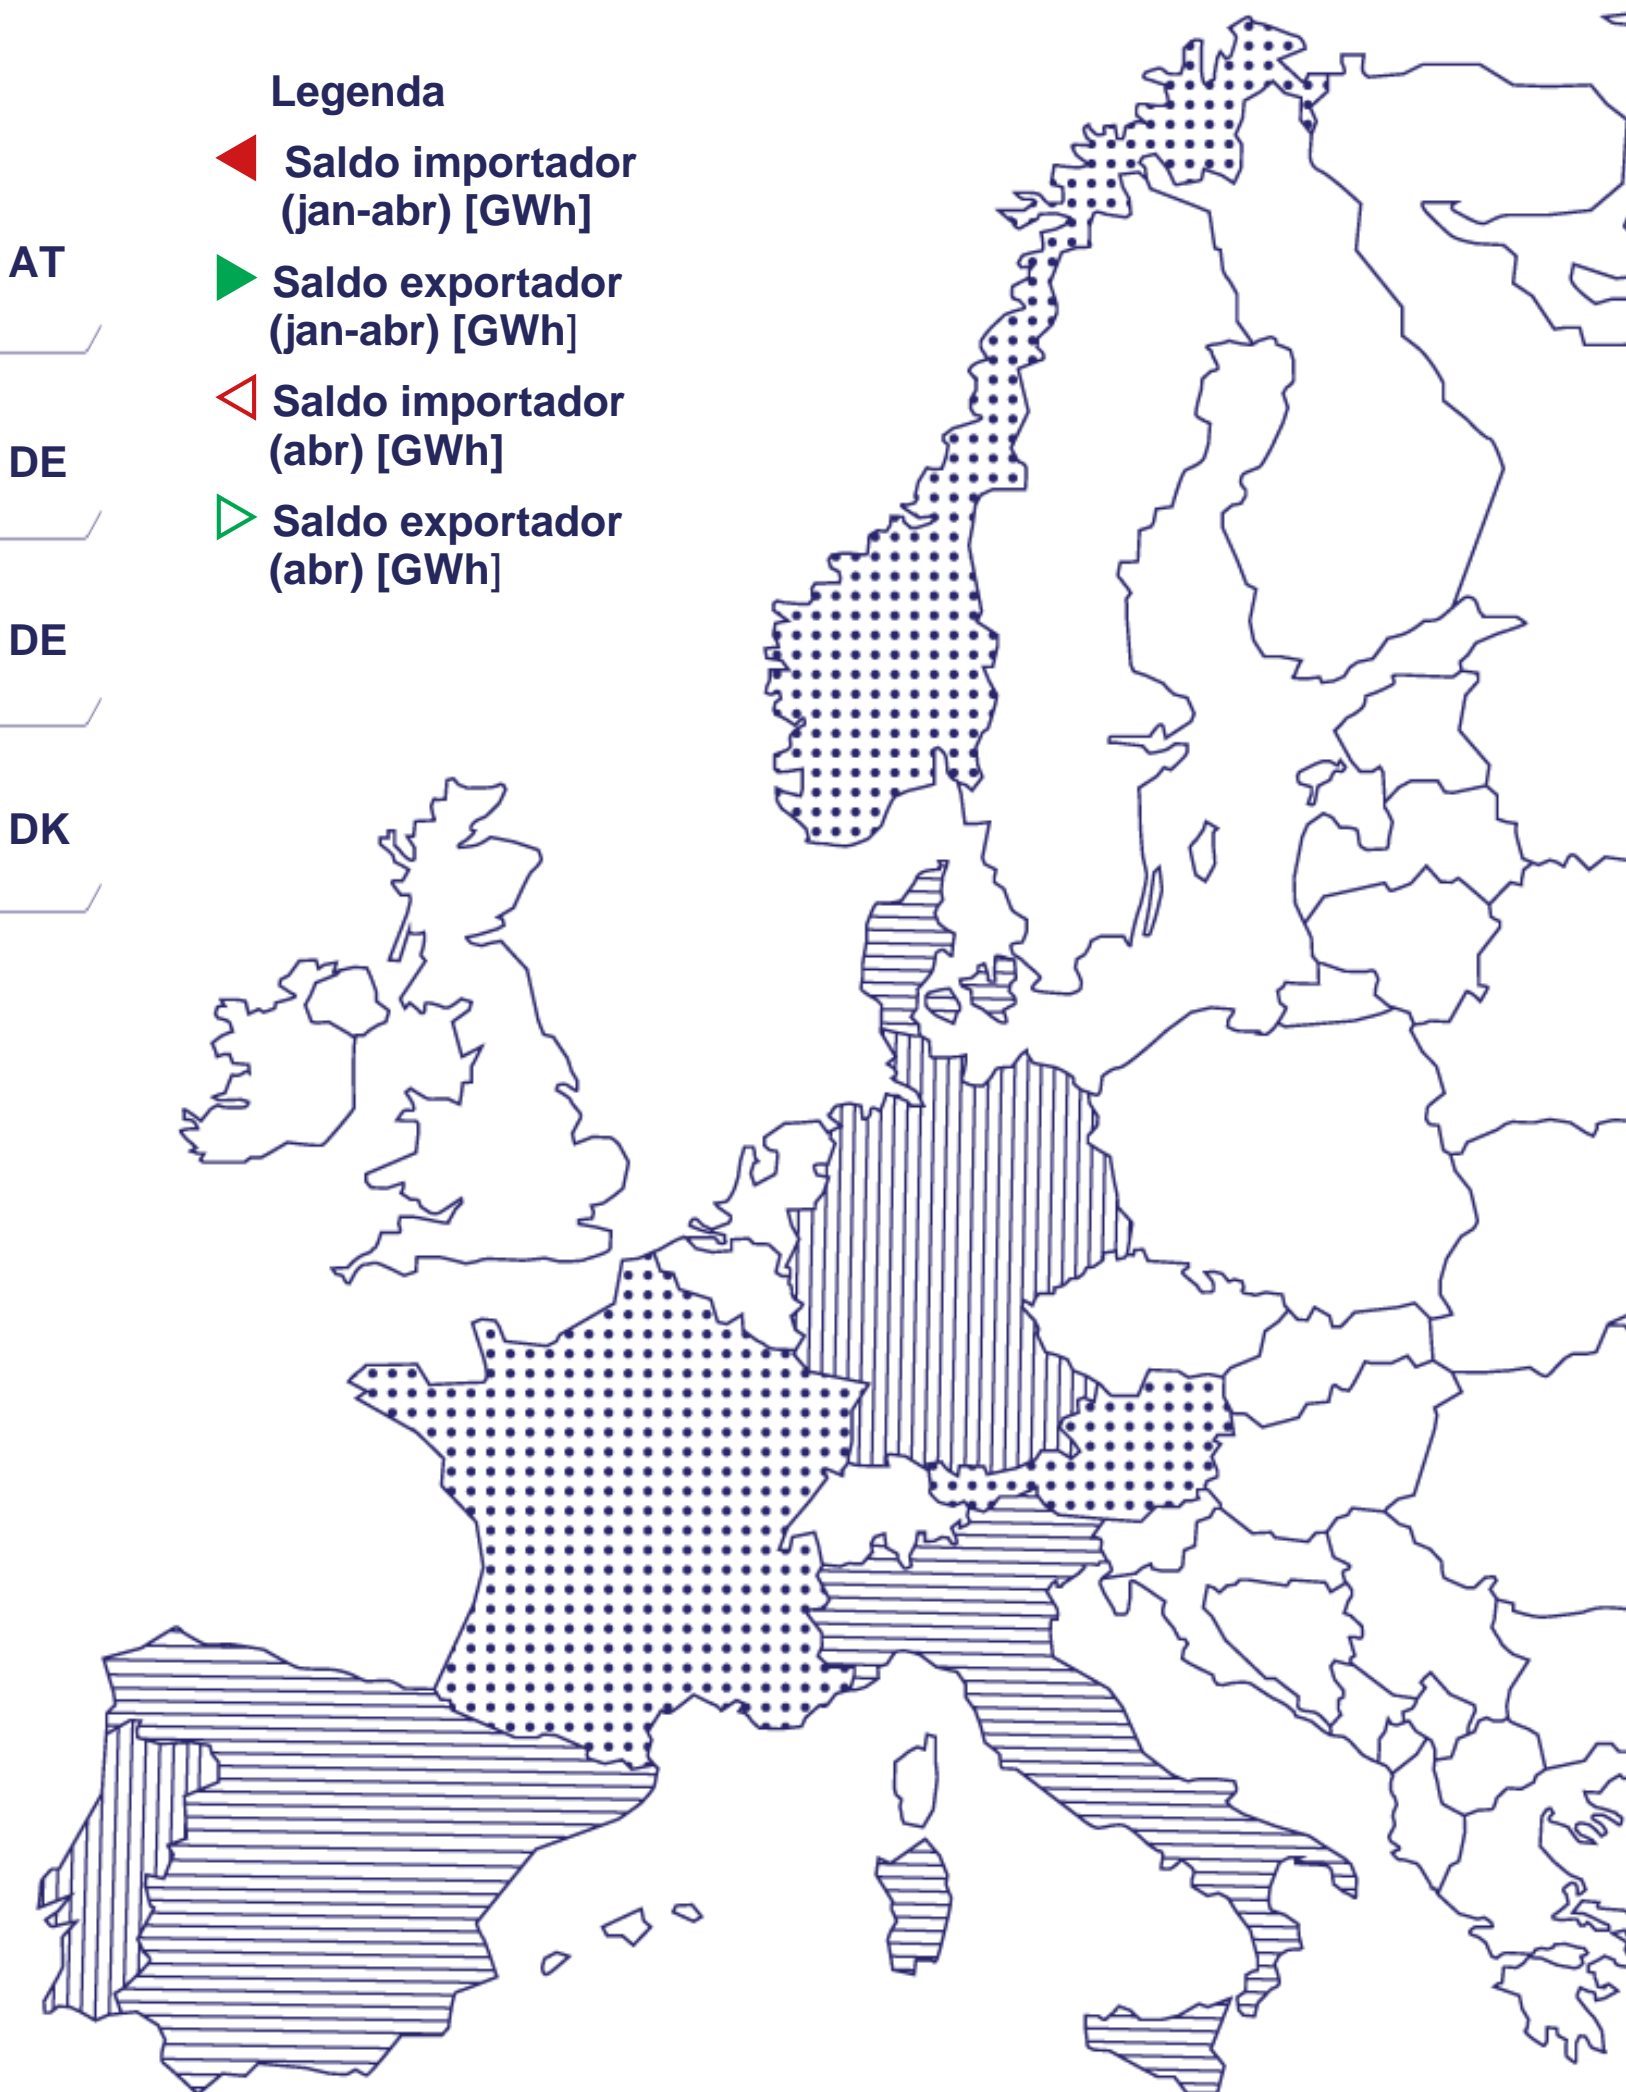 Legenda
Saldo importador
(jan-abr) [GWh]
Saldo exportador
(jan-abr) [GWh]
Saldo importador
(abr) [GWh]
Saldo exportador
(abr) [GWh]
AT
DE
DE
DK